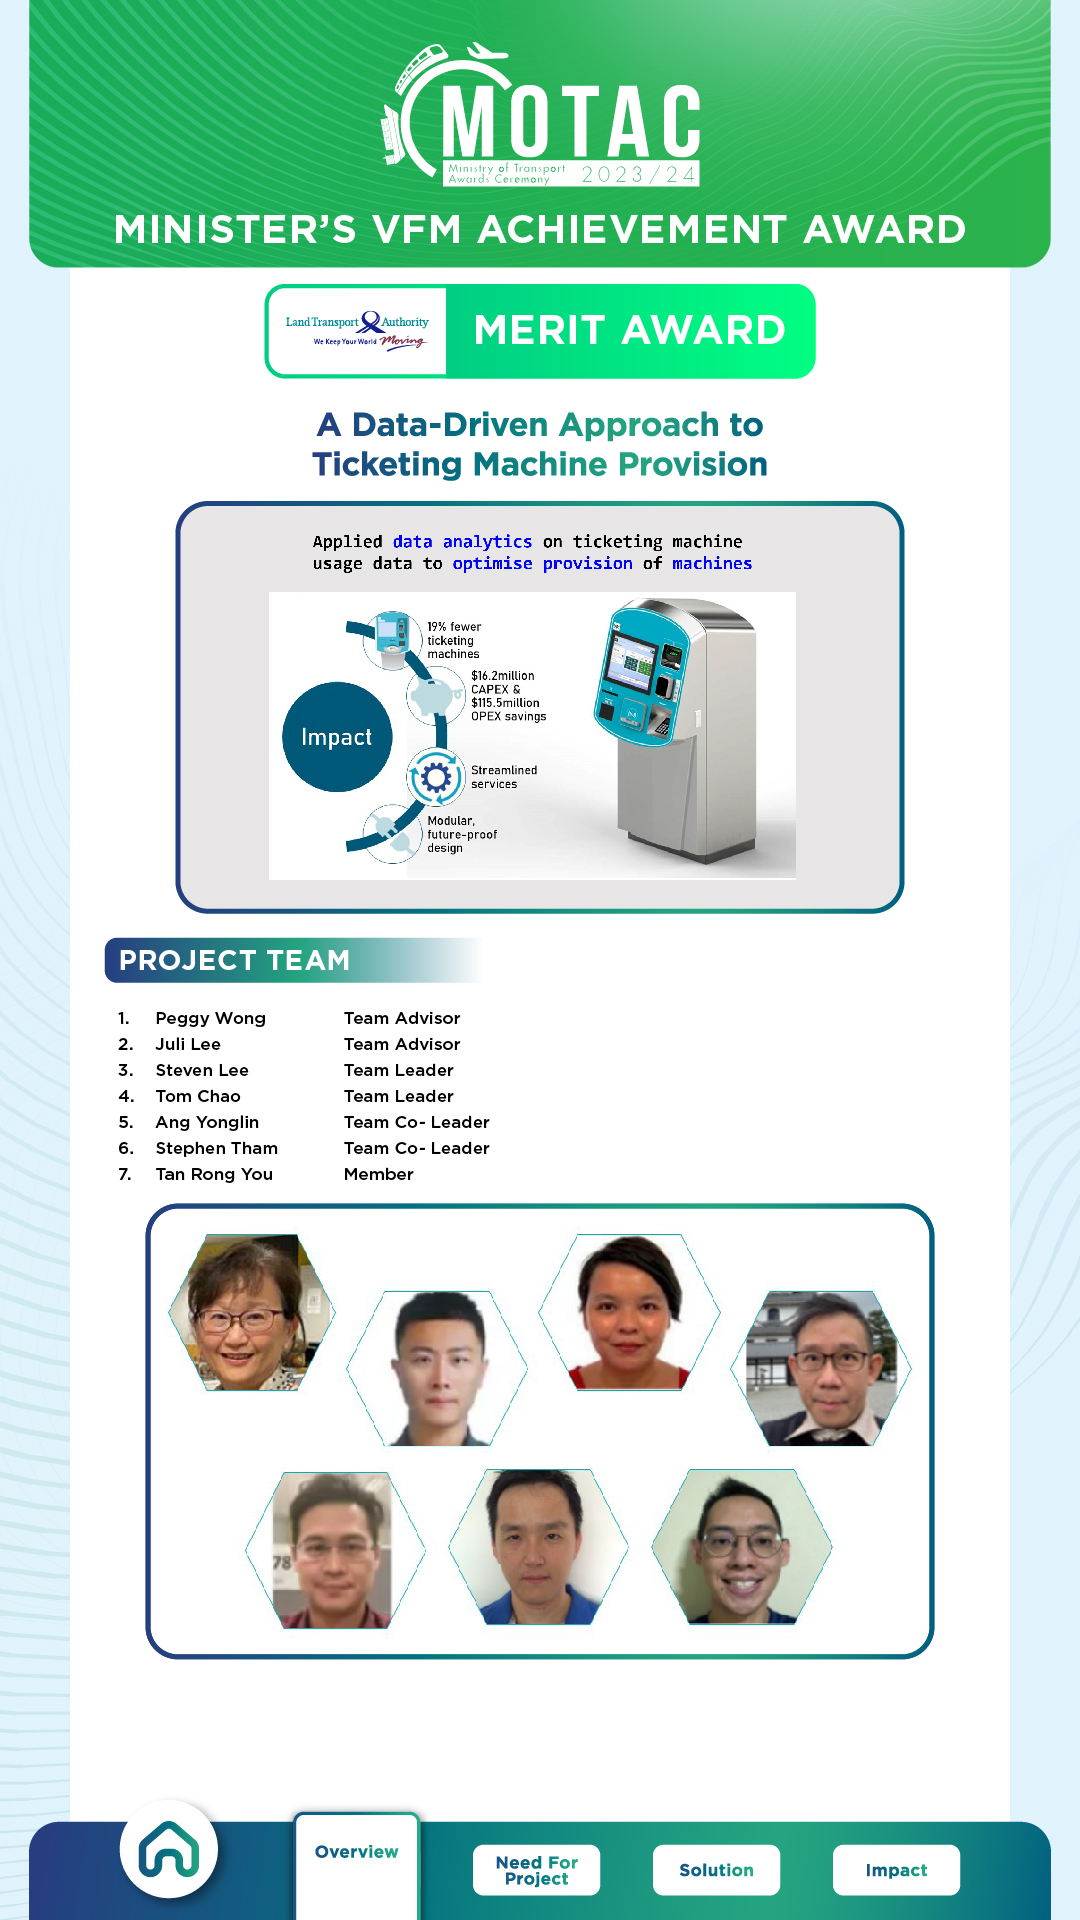 MOTAC
Ministry of Transport
Awards Ceremony 2023/24
MINISTER'S VFM ACHIEVEMENT AWARD
Land Transport Authority
We Keep Your World Moving
MERIT AWARD
A Data-Driven Approach to
Ticketing Machine Provision
Applied data analytics on ticketing machine
usage data to optimise provision of machines
Impact
19% fewer
ticketing
machines
$16.2million
CAPEX &
$115.5million
OPEX savings
Streamlined
services
Modular,
future-proof
design
PROJECT TEAM
1. Peggy Wong Team Advisor
2. Juli Lee Team Advisor
3. Steven Lee Team Leader
4. Tom Chao Team Leader
5. Ang Yonglin Team Co- Leader
6. Stephen Tham Team Co- Leader
7. Tan Rong You Member
78
Overview
Need For
Project
Solution
Impact